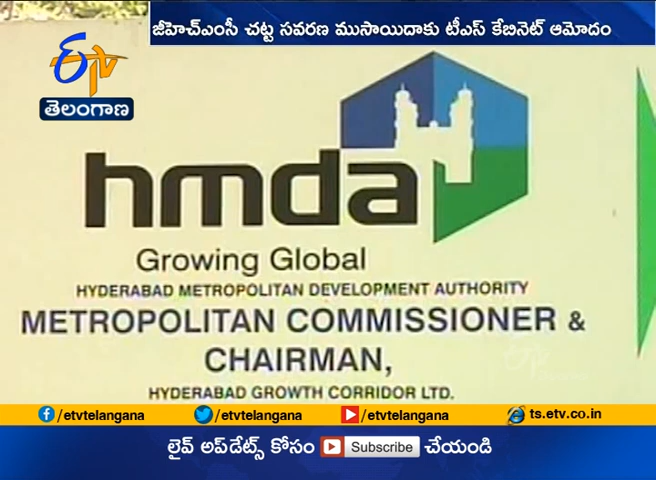 జీహెచ్ఎంసీ చట్ట సవరణ ముసాయిదాకు టీఎస్ కేబినెట్ ఆమోదం
etv
తెలంగాణ
hmda
Growing Global
HYDERABAD METROPOLITAN DEVELOPMENT AUTHORITY
METROPOLITAN COMMISSIONER &
CHAIRMAN,
HYDERABAD GROWTH CORRIDOR LTD.
/etvtelangana /etvtelangana /etvtelangana ts.etv.co.in
లైవ్ అప్‌డేట్స్ కోసం Subscribe చేయండి